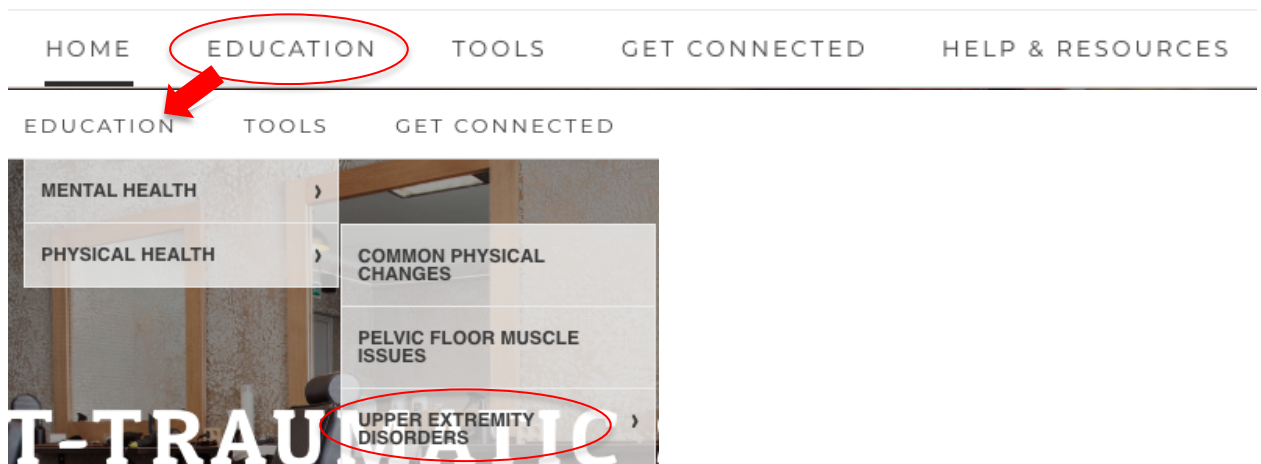 HOME EDUCATION TOOLS GET CONNECTED HELP & RESOURCES
EDUCATION TOOLS GET CONNECTED
MENTAL HEALTH ›
PHYSICAL HEALTH ›
COMMON PHYSICAL
CHANGES
PELVIC FLOOR MUSCLE
ISSUES
UPPER EXTREMITY ›
DISORDERS
T-TRAUMATIC